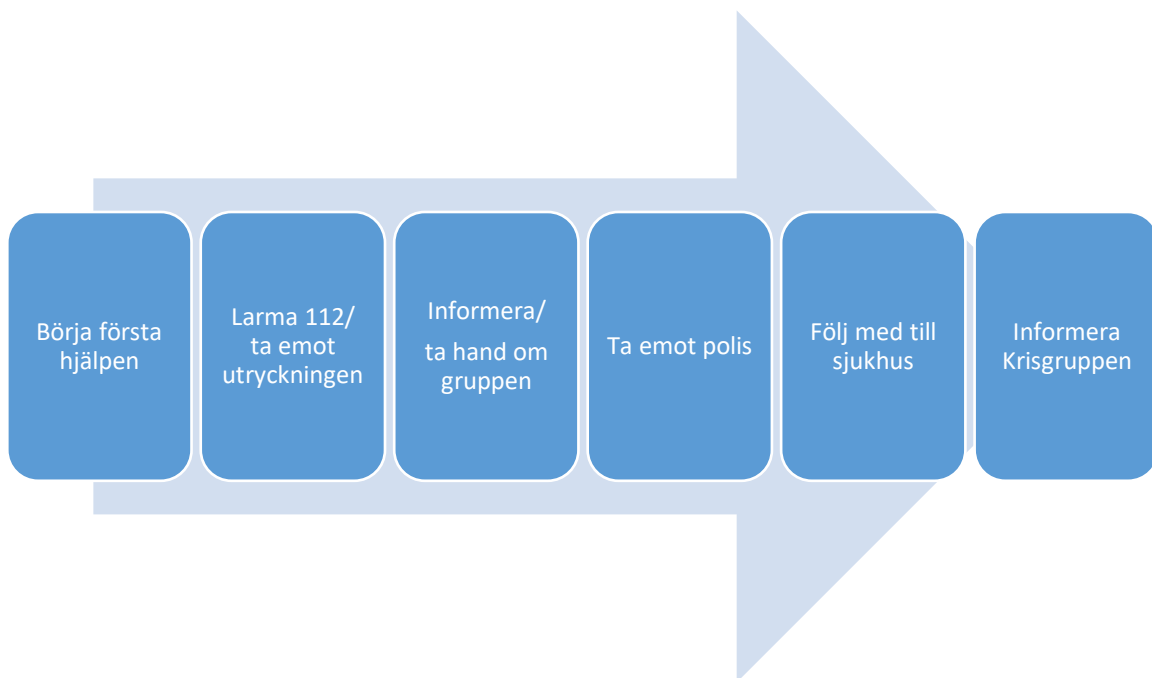 Börja första
hjälpen
Larma 112/
ta emot
utryckningen
Informera/
ta hand om
gruppen
Ta emot polis
Följ med till
sjukhus
Informera
Krisgruppen